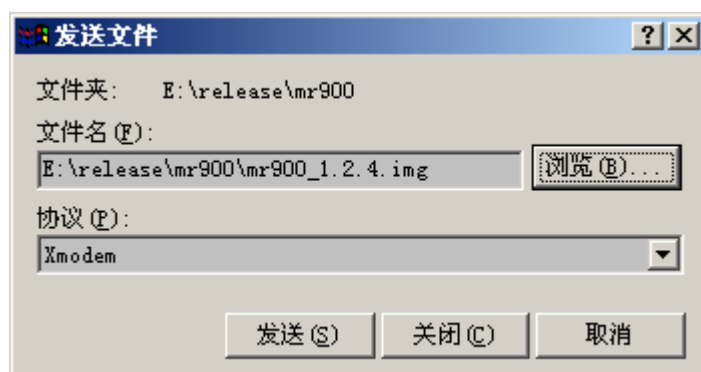 发送文件
文件夹: E:\release\mr900
文件名(F):
E:\release\mr900\mr900_1.2.4.img 浏览(B)...
协议(P):
Xmodem
发送(S) 关闭(C) 取消